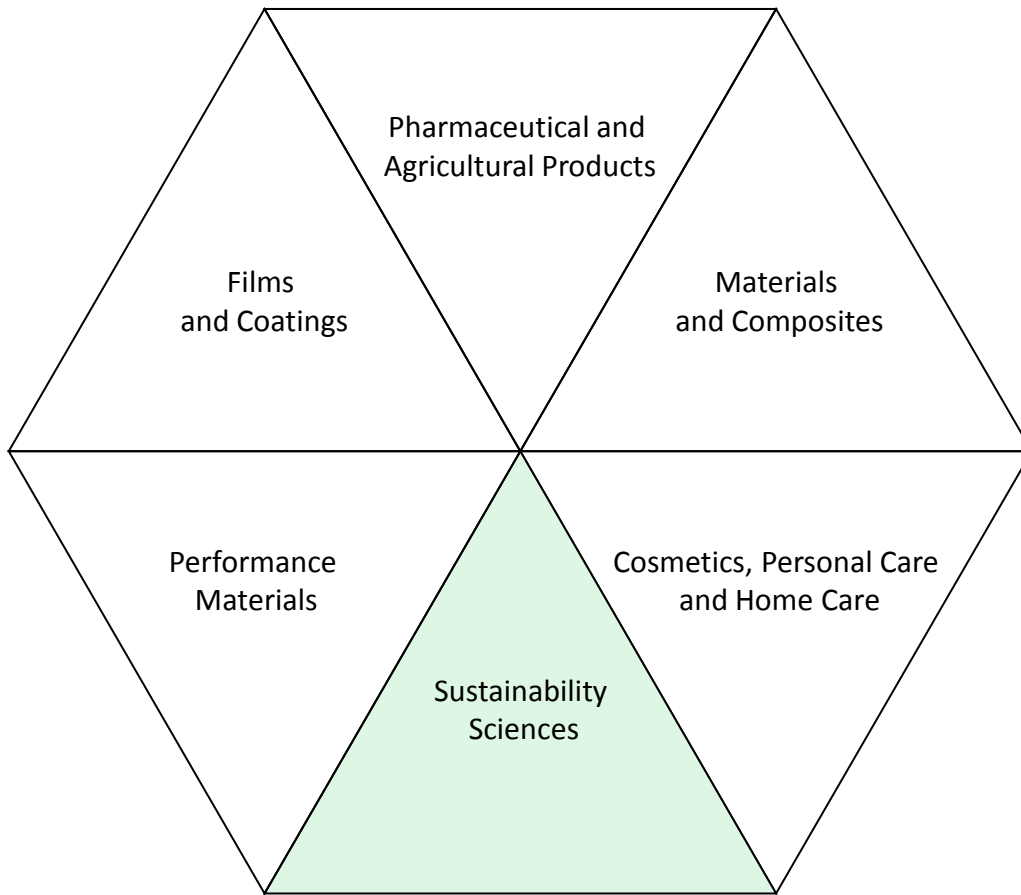 Pharmaceutical and
Agricultural Products
Films
and Coatings
Materials
and Composites
Performance
Materials
Cosmetics, Personal Care
and Home Care
Sustainability
Sciences